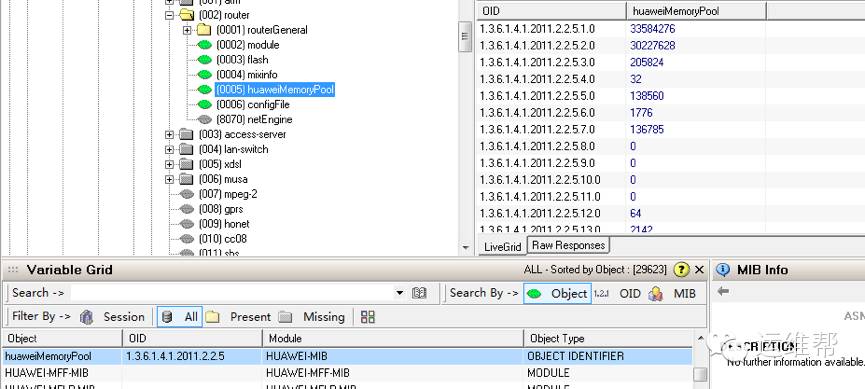 (002) router
(0001) routerGeneral
(0002) module
(0003) flash
(0004) mixinfo
(0005) huaweiMemoryPool
(0006) configFile
(8070) netEngine
(003) access-server
(004) lan-switch
(005) xdsl
(006) musa
(007) mpeg-2
(008) gprs
(009) honet
(010) cc08
OID huaweiMemoryPool
1.3.6.1.4.1.2011.2.2.5.1.0 33584276
1.3.6.1.4.1.2011.2.2.5.2.0 30227628
1.3.6.1.4.1.2011.2.2.5.3.0 205824
1.3.6.1.4.1.2011.2.2.5.4.0 32
1.3.6.1.4.1.2011.2.2.5.5.0 138560
1.3.6.1.4.1.2011.2.2.5.6.0 1776
1.3.6.1.4.1.2011.2.2.5.7.0 136785
1.3.6.1.4.1.2011.2.2.5.8.0 0
1.3.6.1.4.1.2011.2.2.5.9.0 0
1.3.6.1.4.1.2011.2.2.5.10.0 0
1.3.6.1.4.1.2011.2.2.5.11.0 0
1.3.6.1.4.1.2011.2.2.5.12.0 64
1.3.6.1.4.1.2011.2.2.5.13.0 2142
LiveGrid Raw Responses
Variable Grid ALL - Sorted by Object : [29623]
Search -> Search By -> Object 1.2.1 OID MIB
Filter By -> Session All Present Missing
Object OID Module Object Type
huaweiMemoryPool 1.3.6.1.4.1.2011.2.2.5 HUAWEI-MIB OBJECT IDENTIFIER
HUAWEI-MFF-MIB HUAWEI-MFF-MIB MODULE
MIB Info
ASN
No further information available.
运维帮